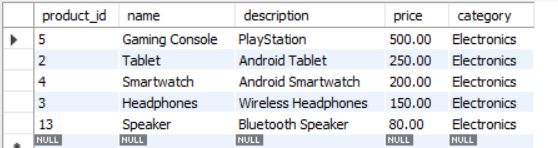 product_id name description price category
5 Gaming Console PlayStation 500.00 Electronics
2 Tablet Android Tablet 250.00 Electronics
4 Smartwatch Android Smartwatch 200.00 Electronics
3 Headphones Wireless Headphones 150.00 Electronics
13 Speaker Bluetooth Speaker 80.00 Electronics
NULL NULL NULL NULL NULL